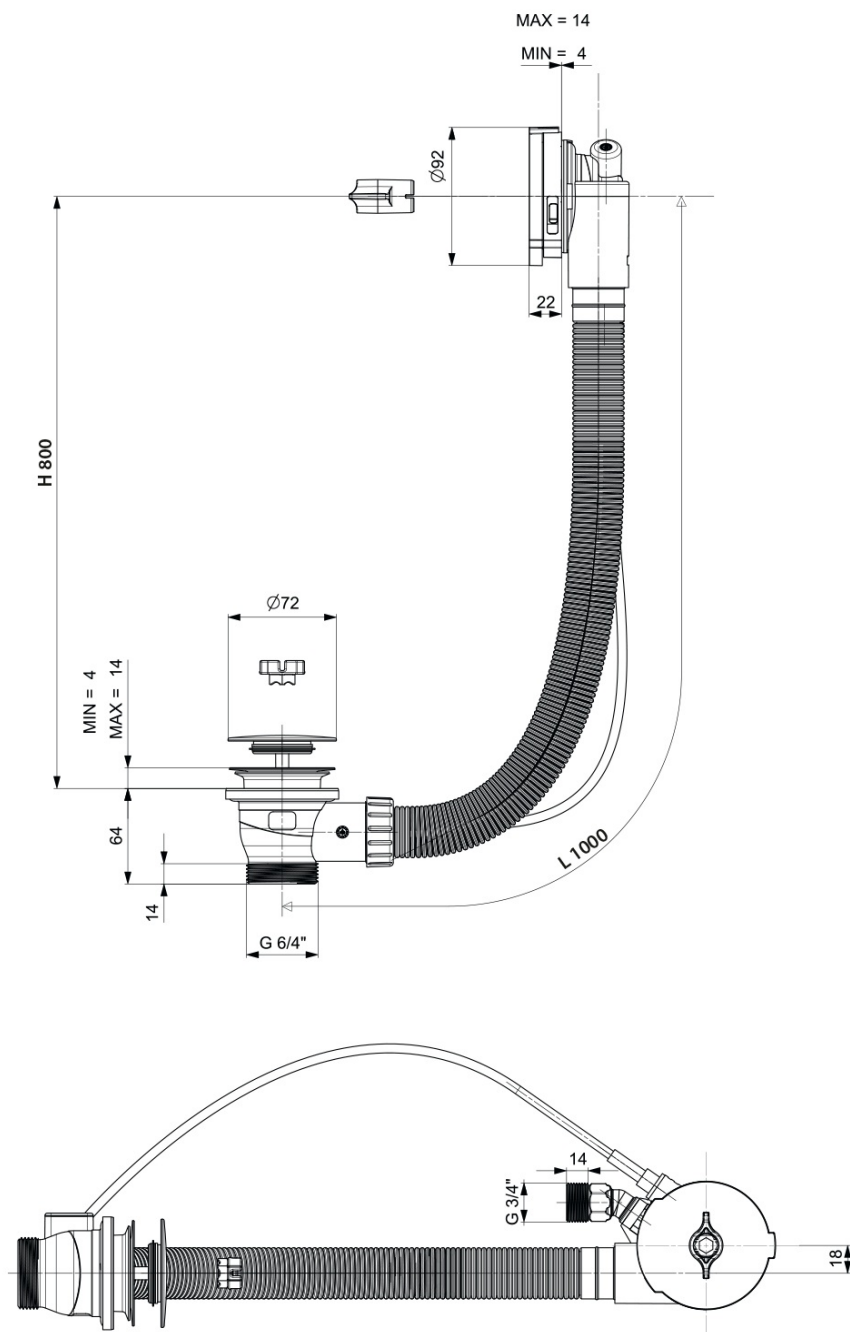 MAX = 14
MIN = 4
Ø92
22
H 800
Ø72
MIN = 4
MAX = 14
64
14
L 1000
G 6/4"
14
G 3/4"
18